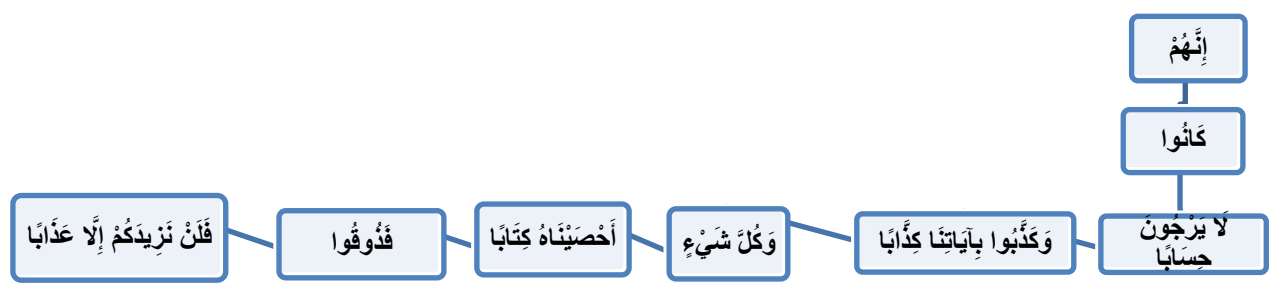 إِنَّهُمْ
كَانُوا
لَا يَرْجُونَ
حِسَابًا
وَكَذَّبُوا بِآيَاتِنَا كِذَّابًا
وَكُلَّ شَيْءٍ
أَحْصَيْنَاهُ كِتَابًا
فَذُوقُوا
فَلَنْ نَزِيدَكُمْ إِلَّا عَذَابًا